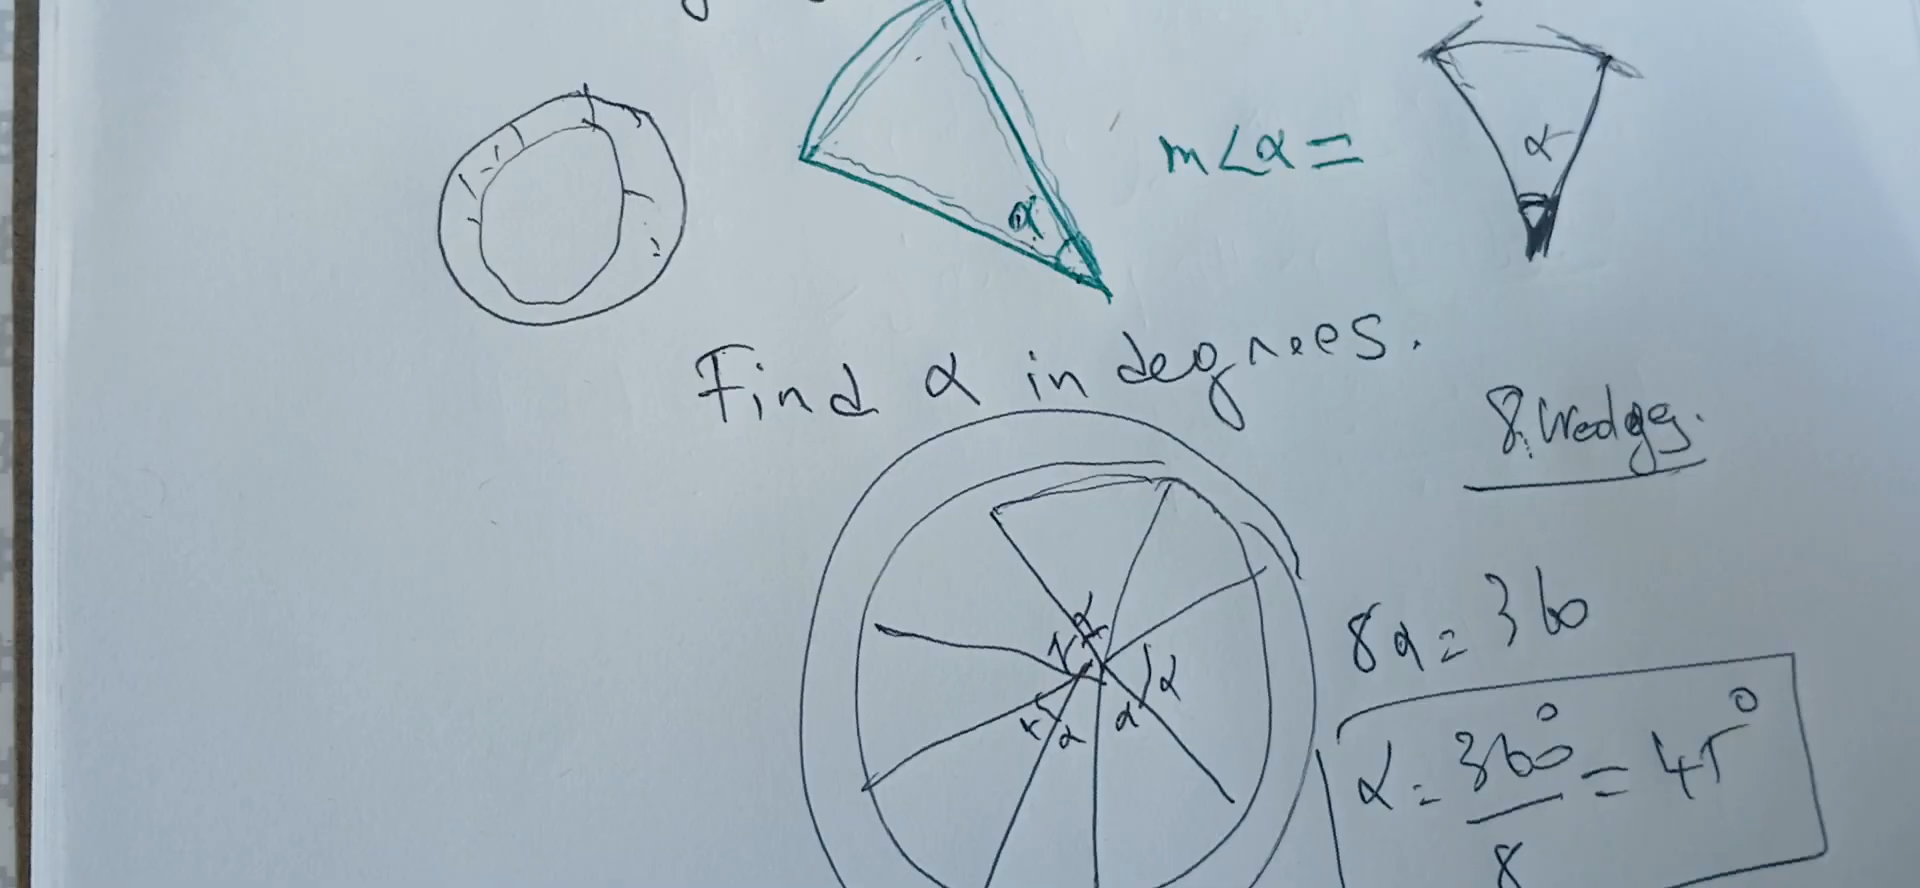 m∠α =
α
α
Find α in degrees.
8 wedges.
α
α
α
α
8α = 360
α = 360° / 8 = 45°